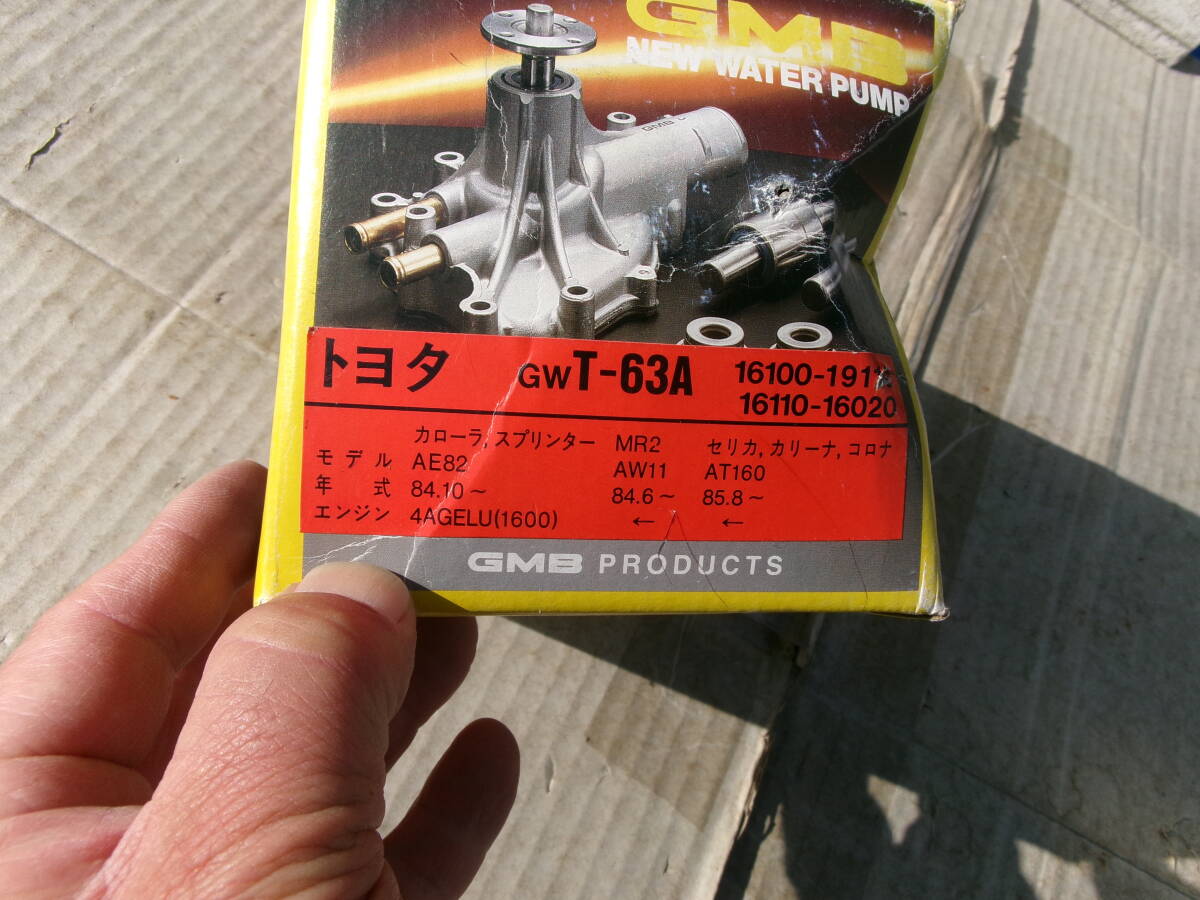 GMB
NEW WATER PUMP
GMB
トヨタ GWT-63A 16100-1911
16110-16020
カローラ, スプリンター MR2 セリカ, カリーナ, コロナ
モデル AE82 AW11 AT160
年式 84.10～ 84.6～ 85.8～
エンジン 4AGELU(1600) ← ←
GMB PRODUCTS